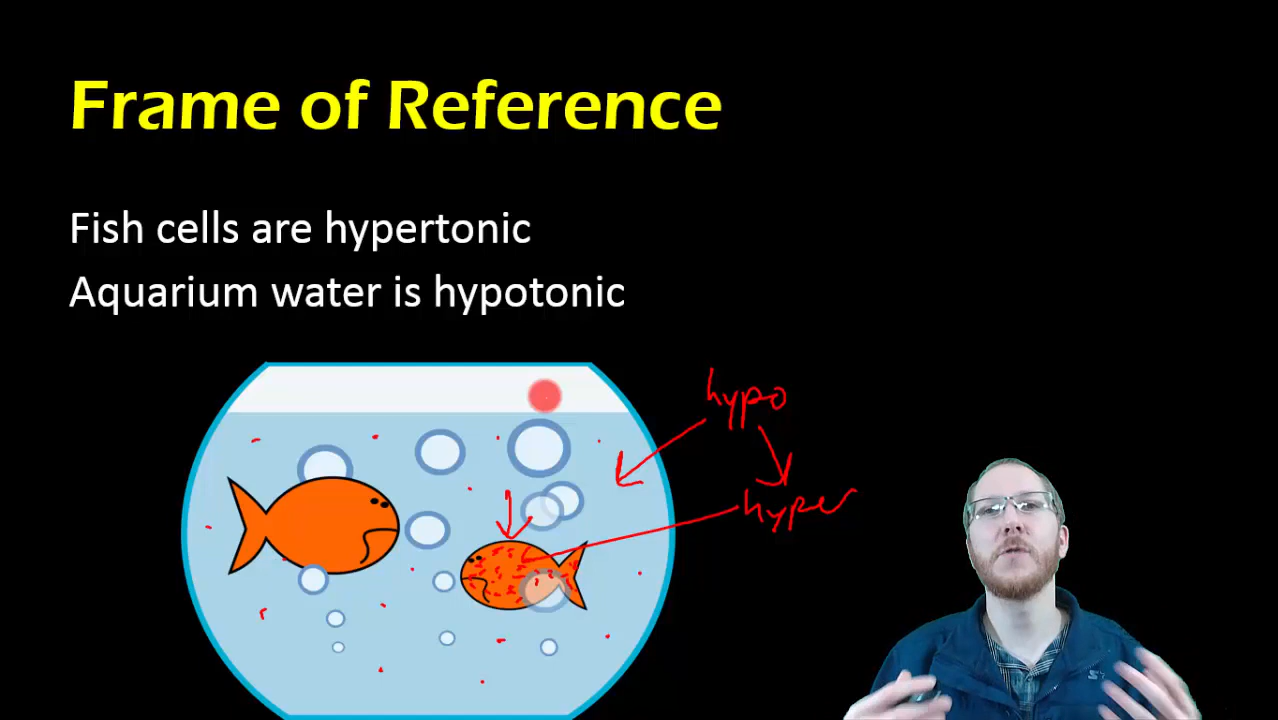 Frame of Reference
Fish cells are hypertonic
Aquarium water is hypotonic
hypo
hyper